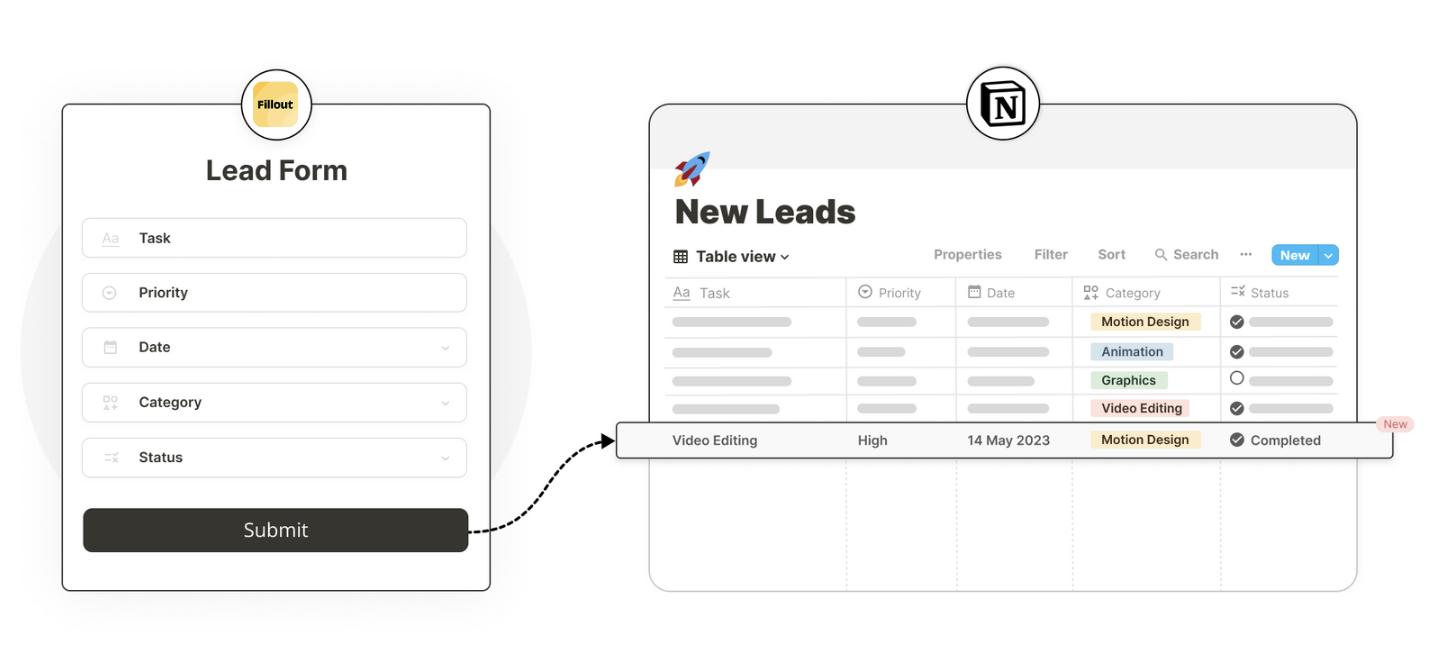 Fillout
Lead Form
Aa Task
Priority
Date
Category
Status
Submit
N
New Leads
Table view
Properties Filter Sort Search ... New
Aa Task Priority Date Category Status
Motion Design
Animation
Graphics
Video Editing
New
Video Editing High 14 May 2023 Motion Design Completed